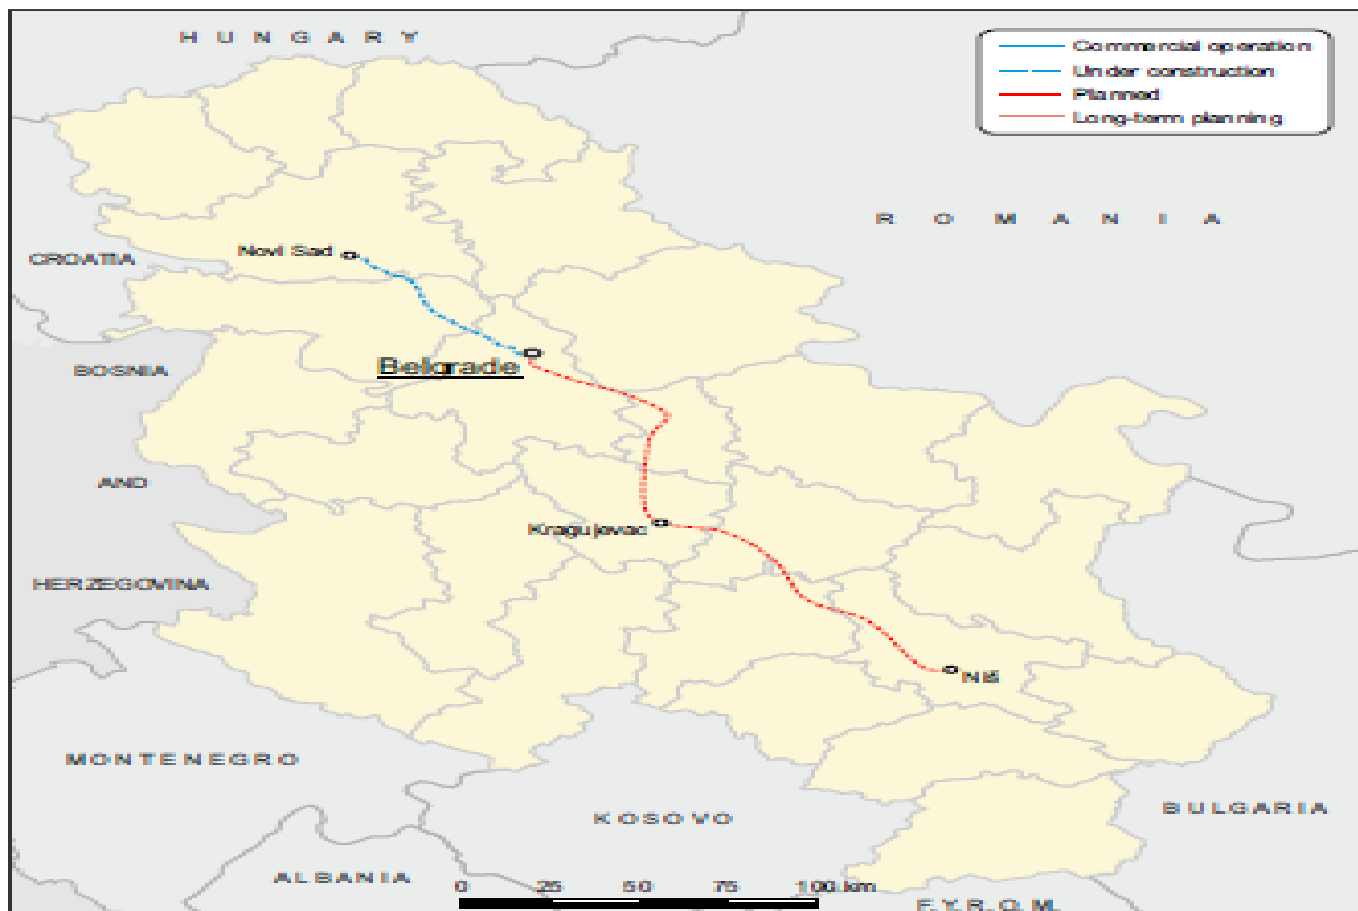 HUNGARY
Commercial operation
Under construction
Planned
Long-term planning
ROMANIA
Novi Sad
CROATIA
Belgrade
BOSNIA
AND
Kragujevac
HERZEGOVINA
Niš
MONTENEGRO
BULGARIA
KOSOVO
ALBANIA
0 25 50 75 100 km
F.Y.R.O.M.